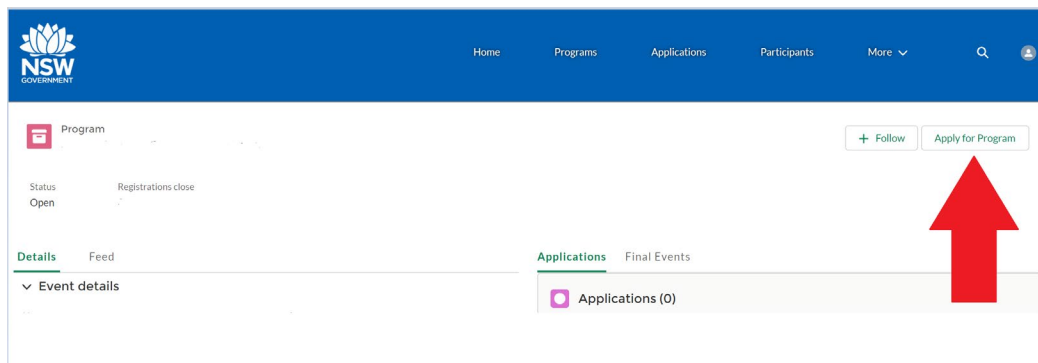 NSW
GOVERNMENT
Home Programs Applications Participants More
Program
+ Follow Apply for Program
Status Registrations close
Open
Details Feed Applications Final Events
Event details
Applications (0)